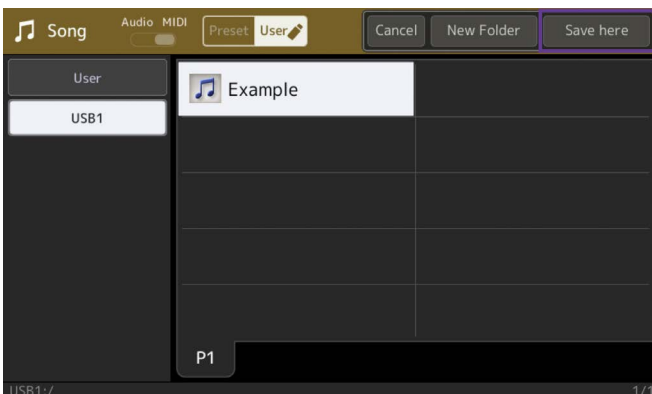 Song
Audio MIDI
Preset User
Cancel
New Folder
Save here
User
USB1
Example
P1
USB1:/
1/1